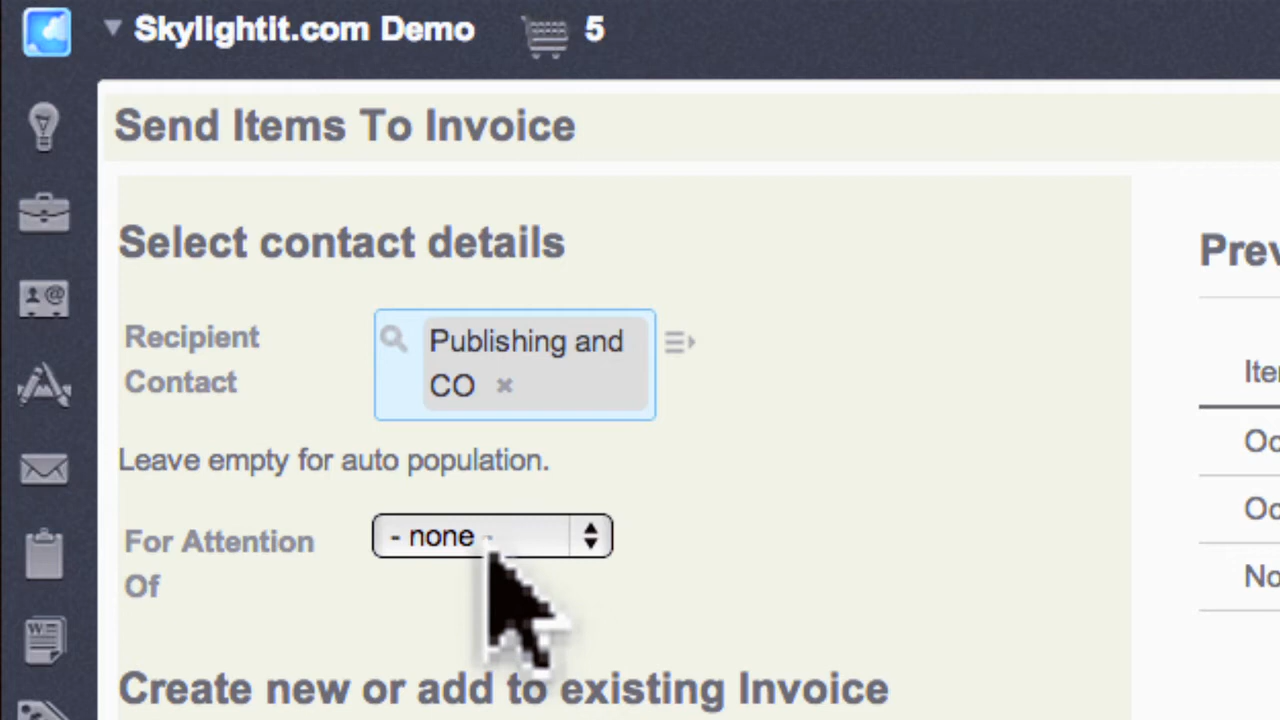 Skylightit.com Demo 5
Send Items To Invoice
Select contact details
Recipient
Contact
Publishing and
CO
Leave empty for auto population.
For Attention
Of
- none -
Create new or add to existing Invoice
Prev
Iter
Oc
Oc
No